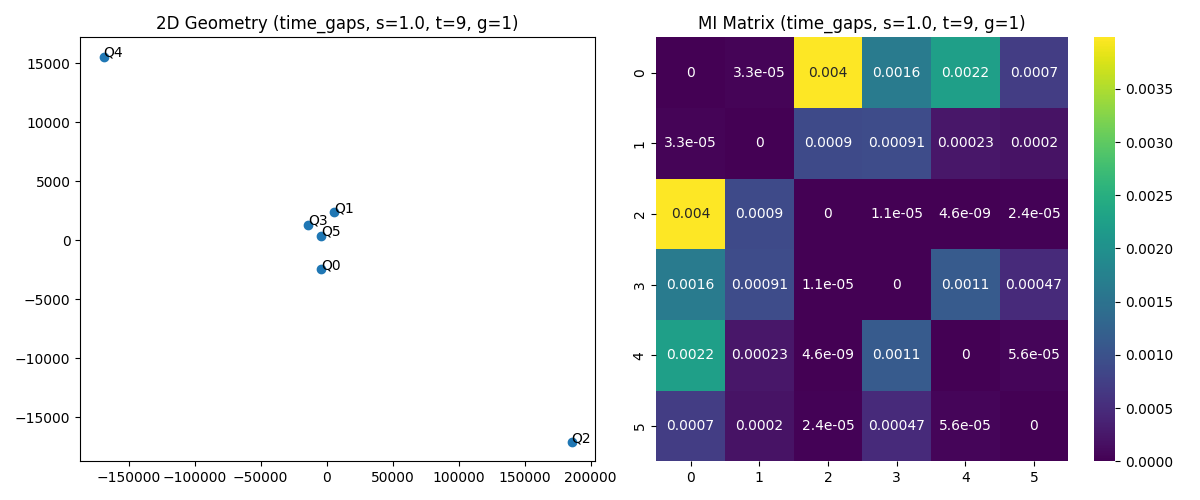 2D Geometry (time_gaps, s=1.0, t=9, g=1)
15000
10000
5000
0
−5000
−10000
−15000
−150000 −100000 −50000 0 50000 100000 150000 200000
Q4
Q1
Q3
Q5
Q0
Q2
MI Matrix (time_gaps, s=1.0, t=9, g=1)
0 0 3.3e-05 0.004 0.0016 0.0022 0.0007
1 3.3e-05 0 0.0009 0.00091 0.00023 0.0002
2 0.004 0.0009 0 1.1e-05 4.6e-09 2.4e-05
3 0.0016 0.00091 1.1e-05 0 0.0011 0.00047
4 0.0022 0.00023 4.6e-09 0.0011 0 5.6e-05
5 0.0007 0.0002 2.4e-05 0.00047 5.6e-05 0
0 1 2 3 4 5
0.0035
0.0030
0.0025
0.0020
0.0015
0.0010
0.0005
0.0000